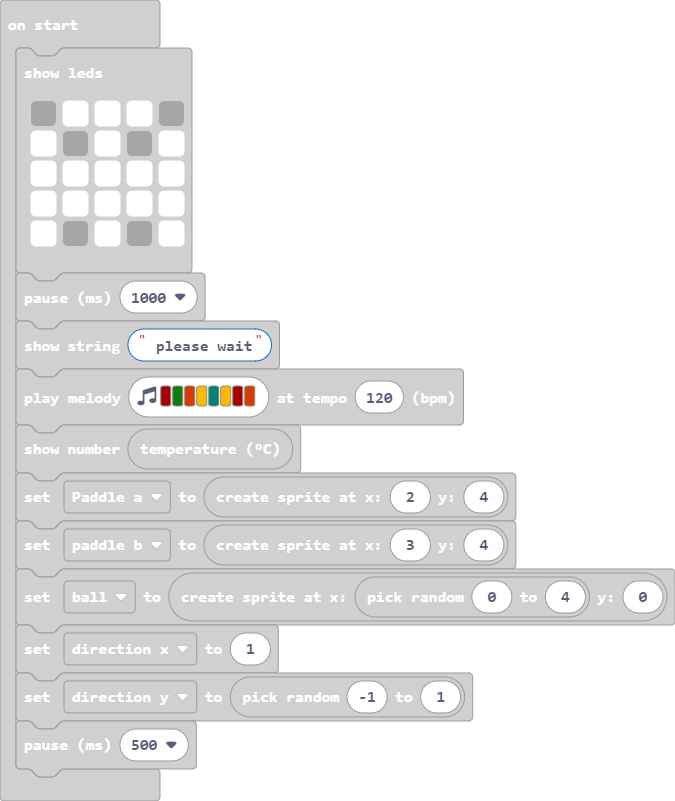 on start
show leds
pause (ms) 1000
show string " please wait"
play melody at tempo 120 (bpm)
show number temperature (ºC)
set Paddle a to create sprite at x: 2 y: 4
set paddle b to create sprite at x: 3 y: 4
set ball to create sprite at x: pick random 0 to 4 y: 0
set direction x to 1
set direction y to pick random -1 to 1
pause (ms) 500